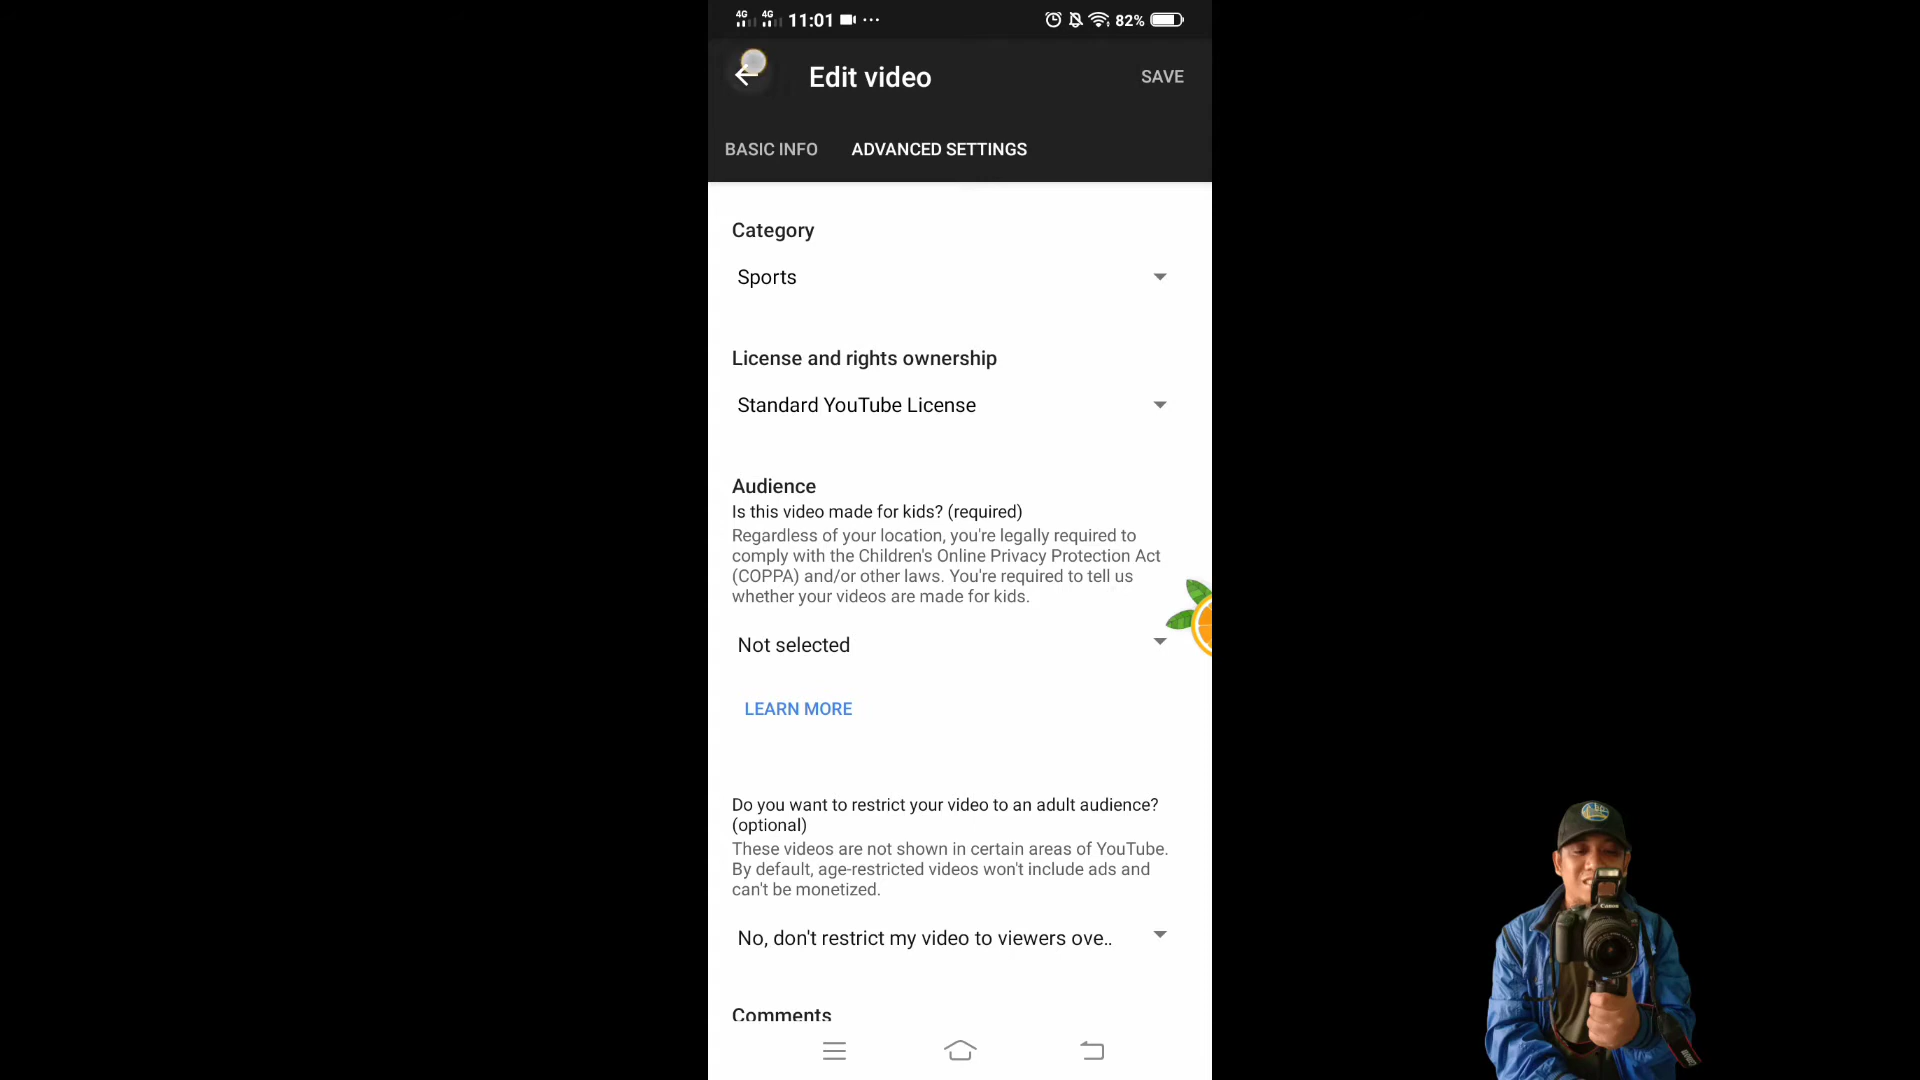 4G 4G 11:01 82%
Edit video SAVE
BASIC INFO ADVANCED SETTINGS
Category
Sports
License and rights ownership
Standard YouTube License
Audience
Is this video made for kids? (required)
Regardless of your location, you're legally required to
comply with the Children's Online Privacy Protection Act
(COPPA) and/or other laws. You're required to tell us
whether your videos are made for kids.
Not selected
LEARN MORE
Do you want to restrict your video to an adult audience?
(optional)
These videos are not shown in certain areas of YouTube.
By default, age-restricted videos won't include ads and
can't be monetized.
No, don't restrict my video to viewers ove..
Comments
Canon